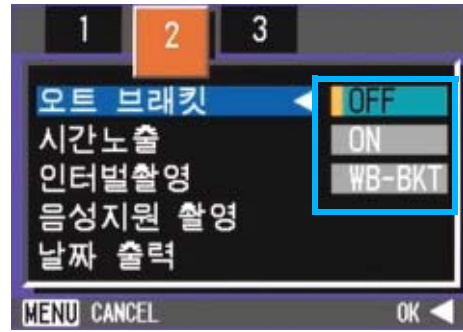 1 2 3
오트 브래킷 ◀ OFF
시간노출 ON
인터벌촬영 WB-BKT
음성지원 촬영
날짜 출력
MENU CANCEL OK ◀